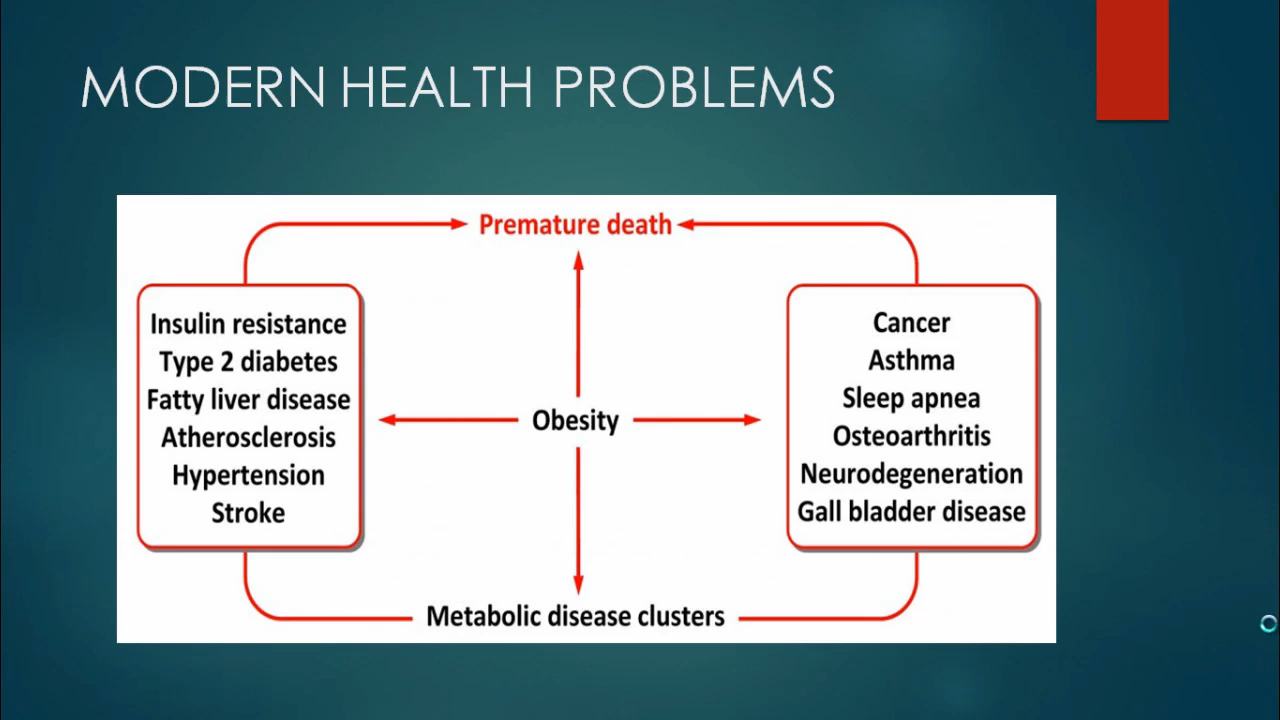 MODERN HEALTH PROBLEMS
Premature death
Insulin resistance
Type 2 diabetes
Fatty liver disease
Atherosclerosis
Hypertension
Stroke
Obesity
Cancer
Asthma
Sleep apnea
Osteoarthritis
Neurodegeneration
Gall bladder disease
Metabolic disease clusters